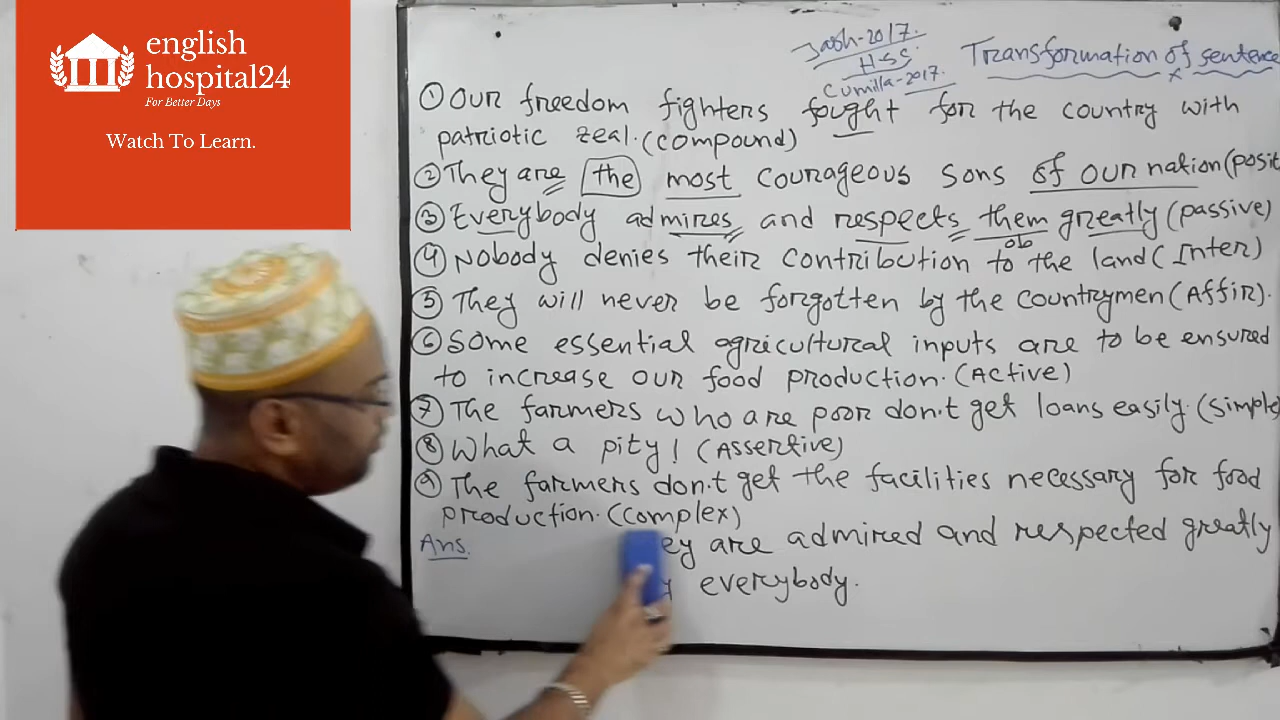 english
hospital24
For Better Days
Watch To Learn.
Jash-2017.
H.S.S.
Cumilla-2017.
Transformation of sentence
① Our freedom fighters fought for the country with
patriotic zeal. (compound)
② They are the most courageous sons of our nation (posit
③ Everybody admires and respects them greatly (passive)
ob
④ Nobody denies their contribution to the land (Inter)
⑤ They will never be forgotten by the countrymen (Affir).
⑥ Some essential agricultural inputs are to be ensured
to increase our food production. (Active)
⑦ The farmers who are poor don't get loans easily. (Simple)
⑧ What a pity! (Assertive)
⑨ The farmers don't get the facilities necessary for food
production. (Complex)
Ans.
ey are admired and respected greatly
y everybody.